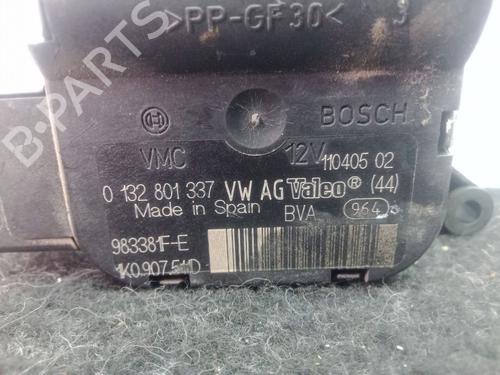 >PP-GF30<
BOSCH
VMC 12V 110405 02
0 132 801 337 VW AG Valeo® (44)
Made in Spain BVA 964
983381F-E
1K0.907.511D
B-PARTS